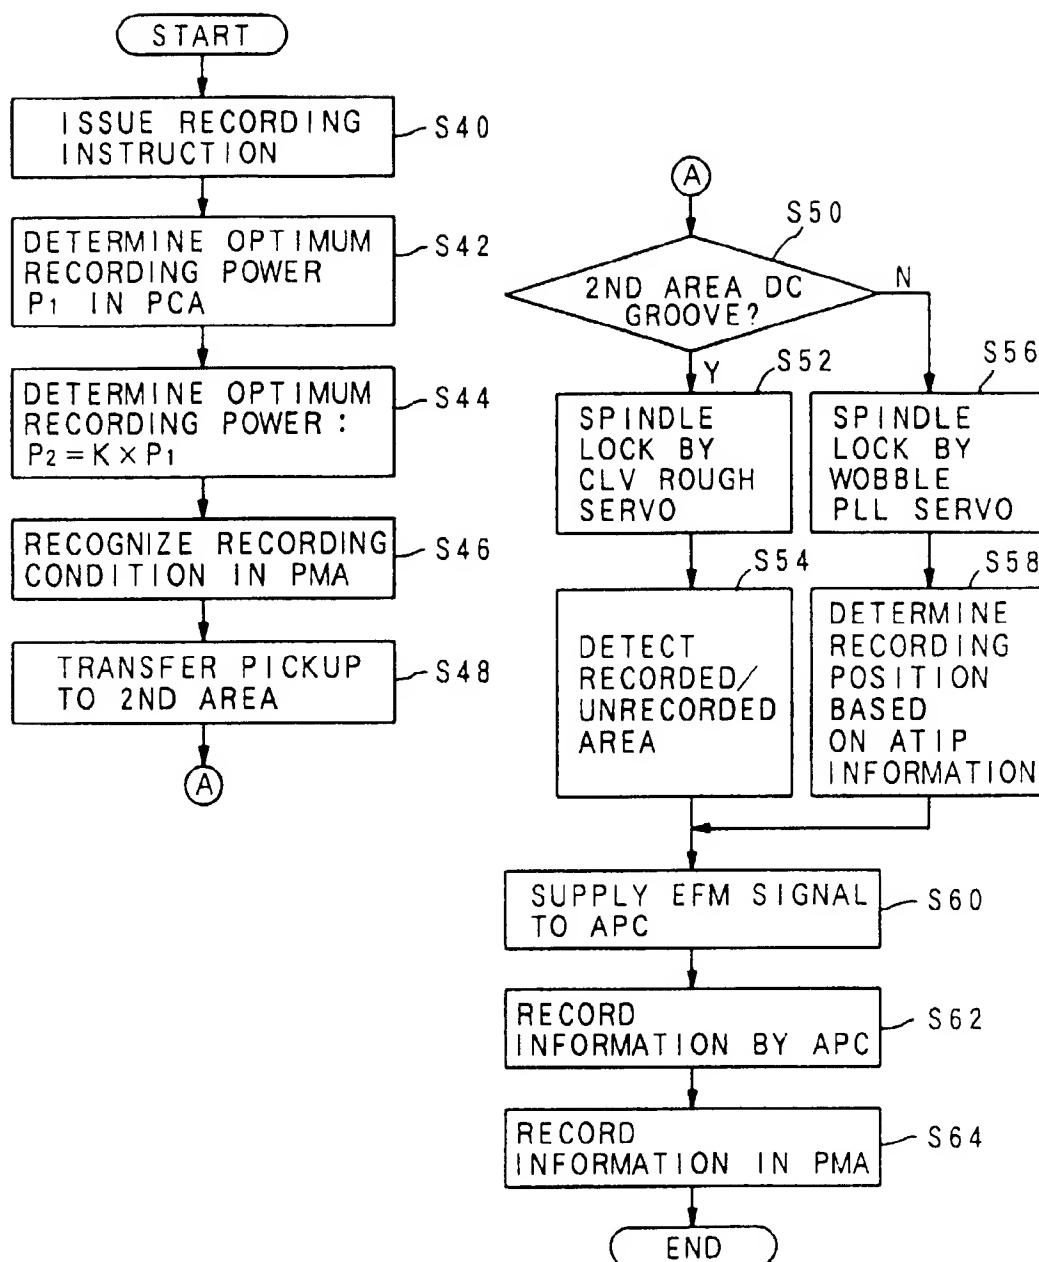 START
ISSUE RECORDING
INSTRUCTION
S40
DETERMINE OPTIMUM
RECORDING POWER
P1 IN PCA
S42
DETERMINE OPTIMUM
RECORDING POWER:
P2=K×P1
S44
RECOGNIZE RECORDING
CONDITION IN PMA
S46
TRANSFER PICKUP
TO 2ND AREA
S48
A
A
S50
2ND AREA DC
GROOVE?
N
Y
S52
SPINDLE
LOCK BY
CLV ROUGH
SERVO
S56
SPINDLE
LOCK BY
WOBBLE
PLL SERVO
S54
DETECT
RECORDED/
UNRECORDED
AREA
S58
DETERMINE
RECORDING
POSITION
BASED
ON ATIP
INFORMATION
SUPPLY EFM SIGNAL
TO APC
S60
RECORD
INFORMATION BY APC
S62
RECORD
INFORMATION IN PMA
S64
END